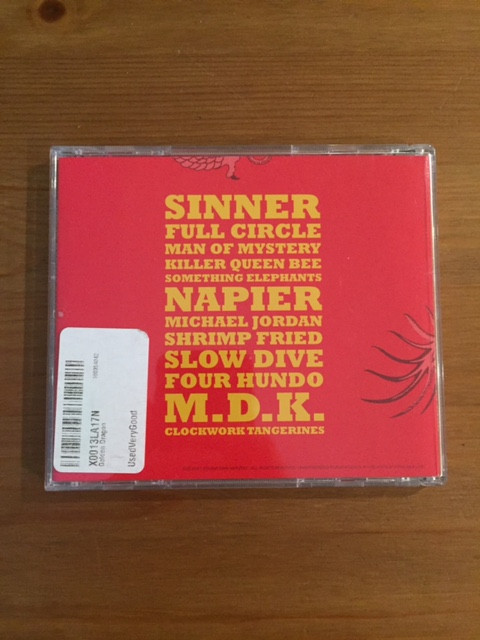 SINNER
FULL CIRCLE
MAN OF MYSTERY
KILLER QUEEN BEE
SOMETHING ELEPHANTS
NAPIER
MICHAEL JORDAN
SHRIMP FRIED
SLOW DIVE
FOUR HUNDO
M.D.K.
CLOCKWORK TANGERINES
X0013LA17N
UsedVeryGood